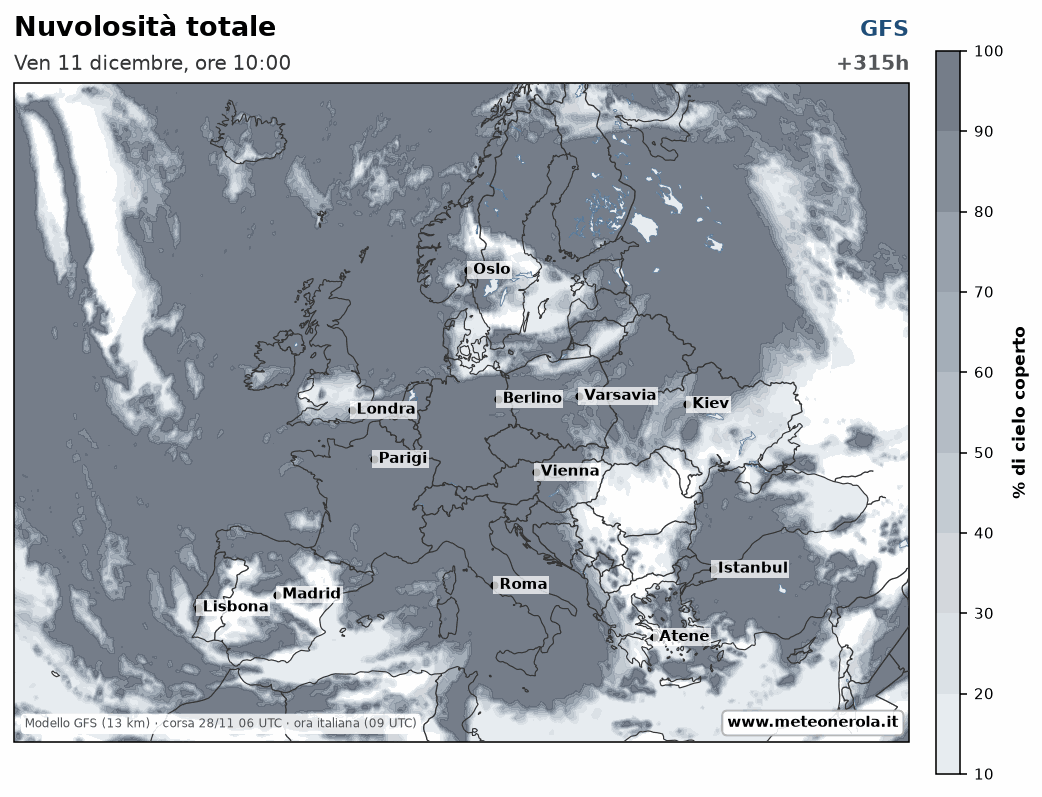 Nuvolosità totale
GFS
Ven 11 dicembre, ore 10:00
+315h
100
90
80
70
60
50
40
30
20
10
% di cielo coperto
Oslo
Londra
Berlino
Varsavia
Kiev
Parigi
Vienna
Istanbul
Roma
Madrid
Lisbona
Atene
Modello GFS (13 km) · corsa 28/11 06 UTC · ora italiana (09 UTC)
www.meteonerola.it